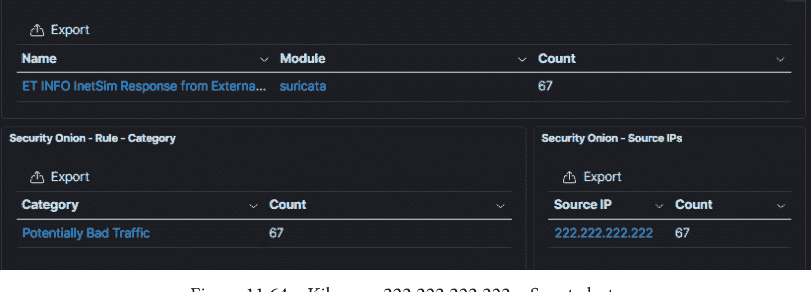 Export
Name Module Count
ET INFO InetSim Response from Externa... suricata 67
Security Onion - Rule - Category
Export
Category Count
Potentially Bad Traffic 67
Security Onion - Source IPs
Export
Source IP Count
222.222.222.222 67